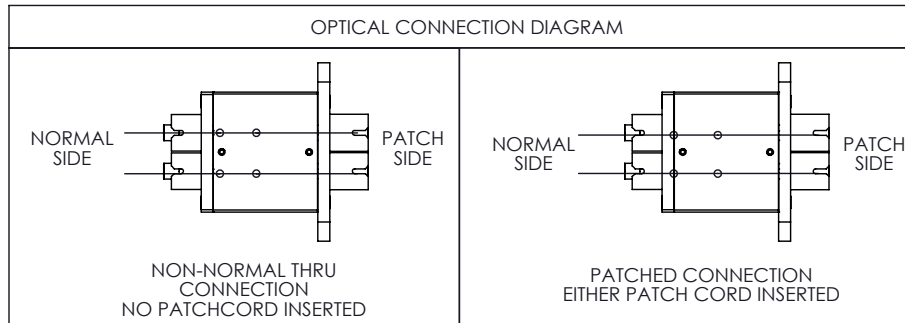 OPTICAL CONNECTION DIAGRAM
NORMAL
SIDE
PATCH
SIDE
NON-NORMAL THRU
CONNECTION
NO PATCHCORD INSERTED
NORMAL
SIDE
PATCH
SIDE
PATCHED CONNECTION
EITHER PATCH CORD INSERTED